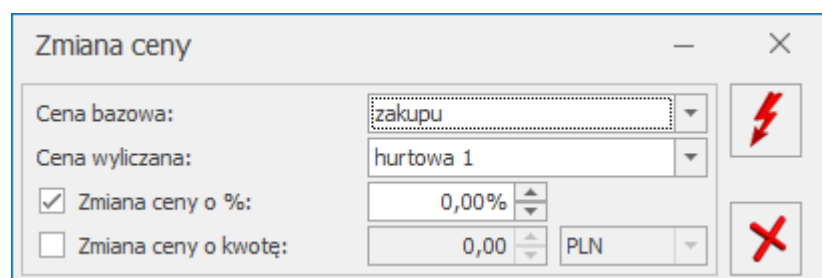 Zmiana ceny
Cena bazowa: zakupu
Cena wyliczana: hurtowa 1
Zmiana ceny o %: 0,00%
Zmiana ceny o kwotę: 0,00 PLN